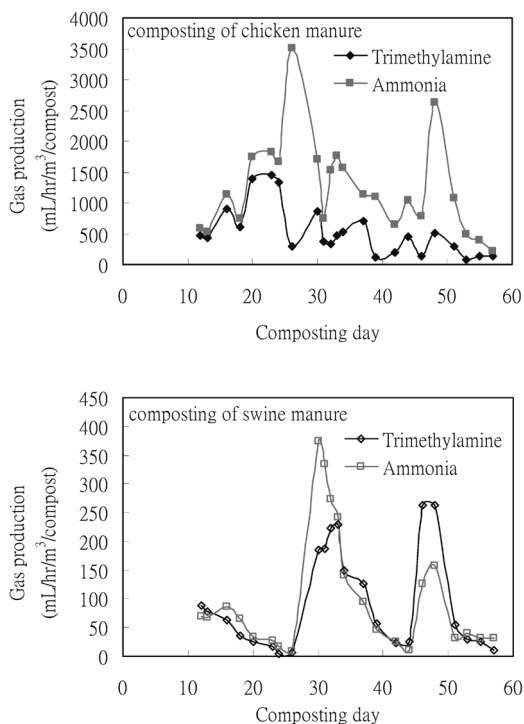 composting of chicken manure
Trimethylamine
Ammonia
Gas production
(mL/hr/m³/compost)
4000
3500
3000
2500
2000
1500
1000
500
0
0 10 20 30 40 50 60
Composting day
composting of swine manure
Trimethylamine
Ammonia
Gas production
(mL/hr/m³/compost)
450
400
350
300
250
200
150
100
50
0
0 10 20 30 40 50 60
Composting day